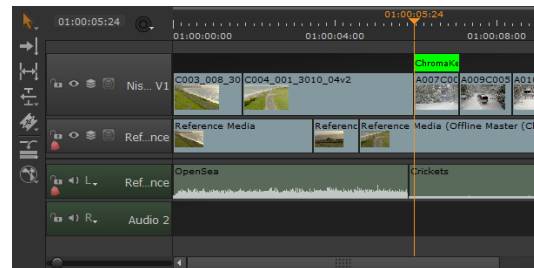 01:00:05:24
01:00:05:24
01:00:00:00 01:00:04:00 01:00:08:00
ChromaKe
Nis... V1 C003_008_30 C004_001_3010_04v2 A007C00 A009C005 A010
Ref...nce Reference Media Referenc Reference Media (Offline Master (Cl
L Ref...nce OpenSea Crickets
R Audio 2